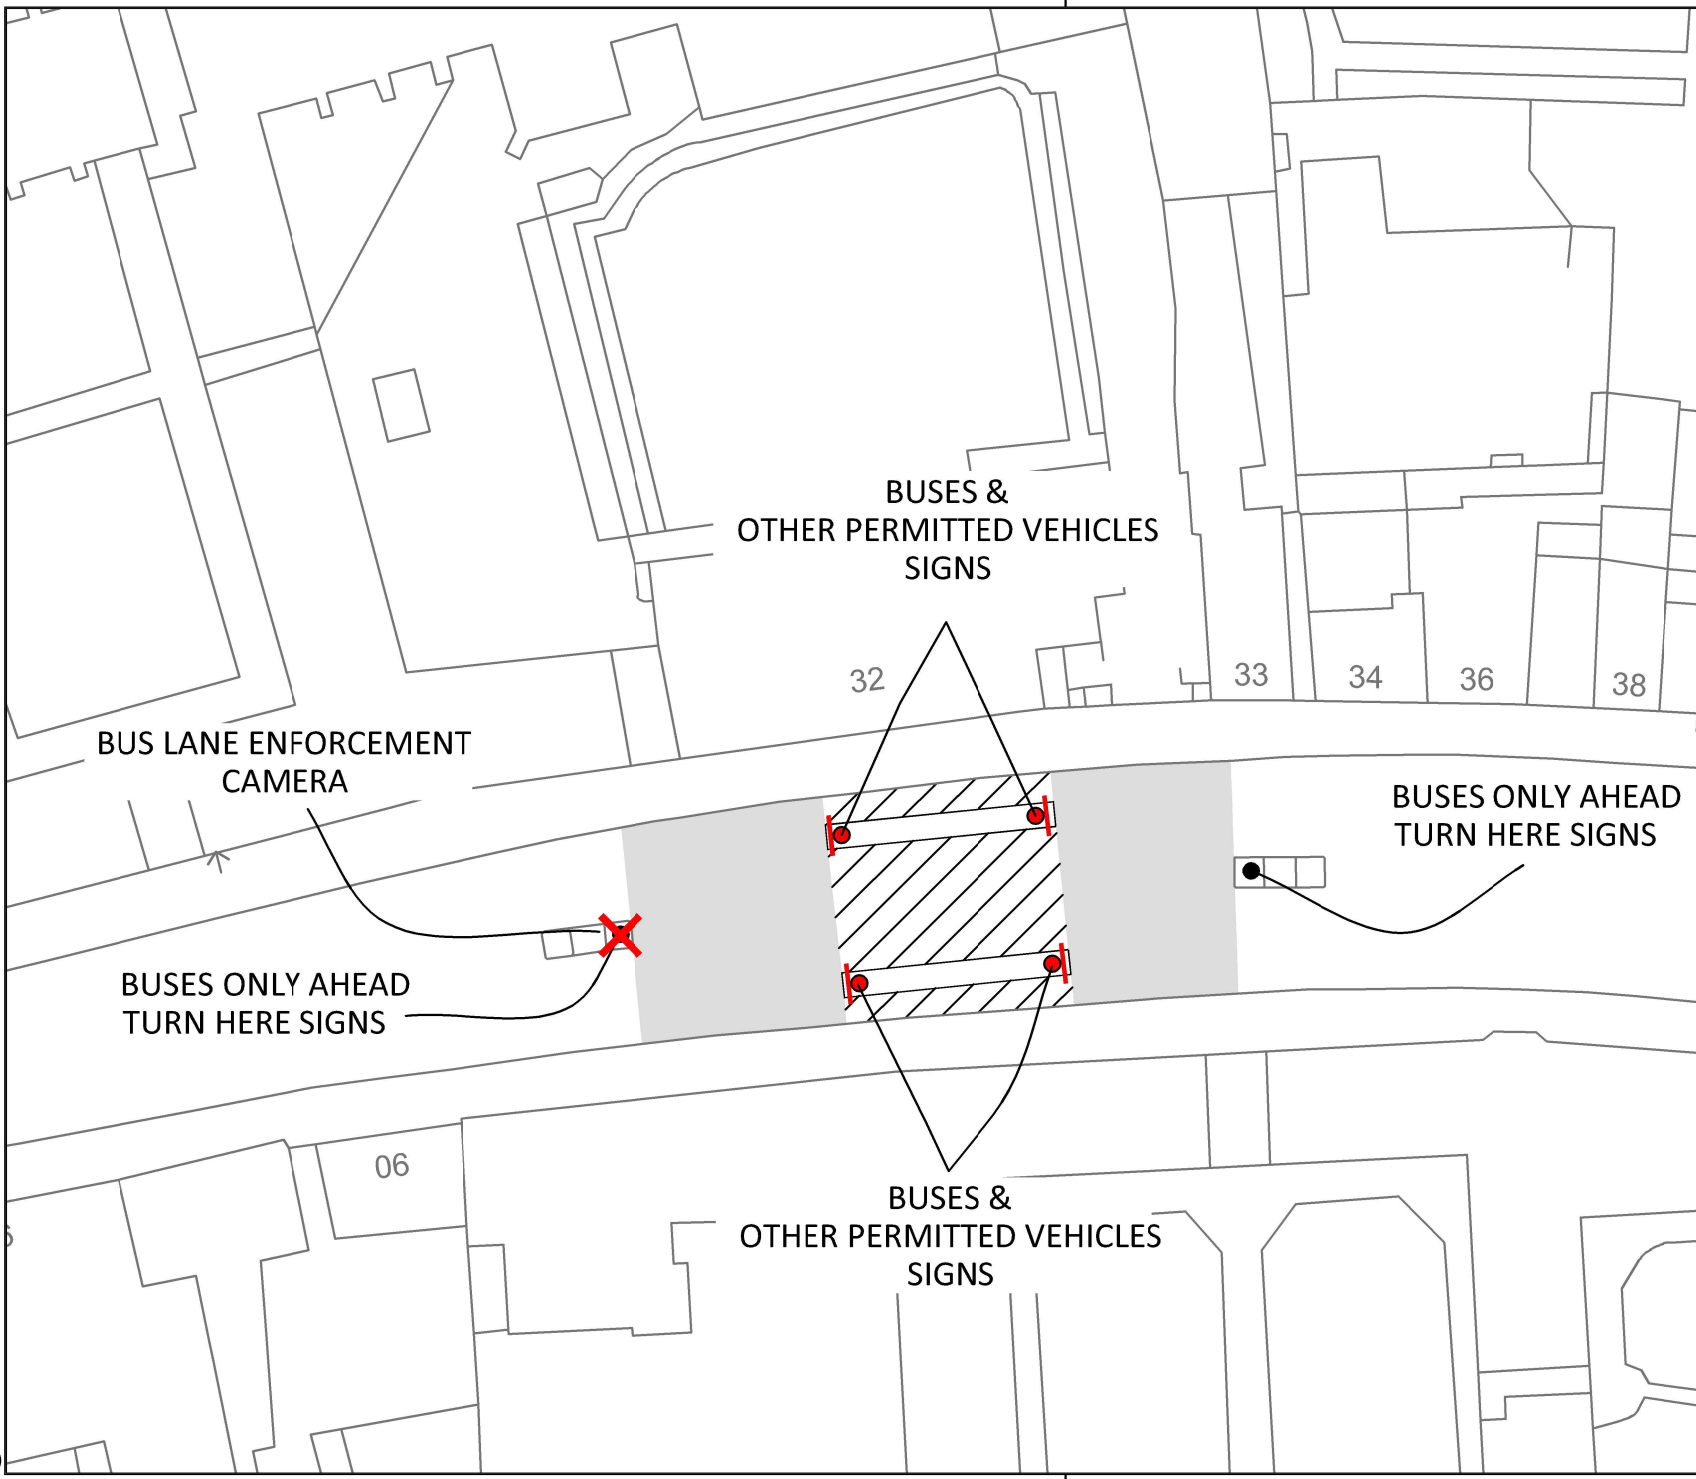 BUSES &
OTHER PERMITTED VEHICLES
SIGNS
32
33
34
36
38
BUS LANE ENFORCEMENT
CAMERA
BUSES ONLY AHEAD
TURN HERE SIGNS
BUSES ONLY AHEAD
TURN HERE SIGNS
06
BUSES &
OTHER PERMITTED VEHICLES
SIGNS